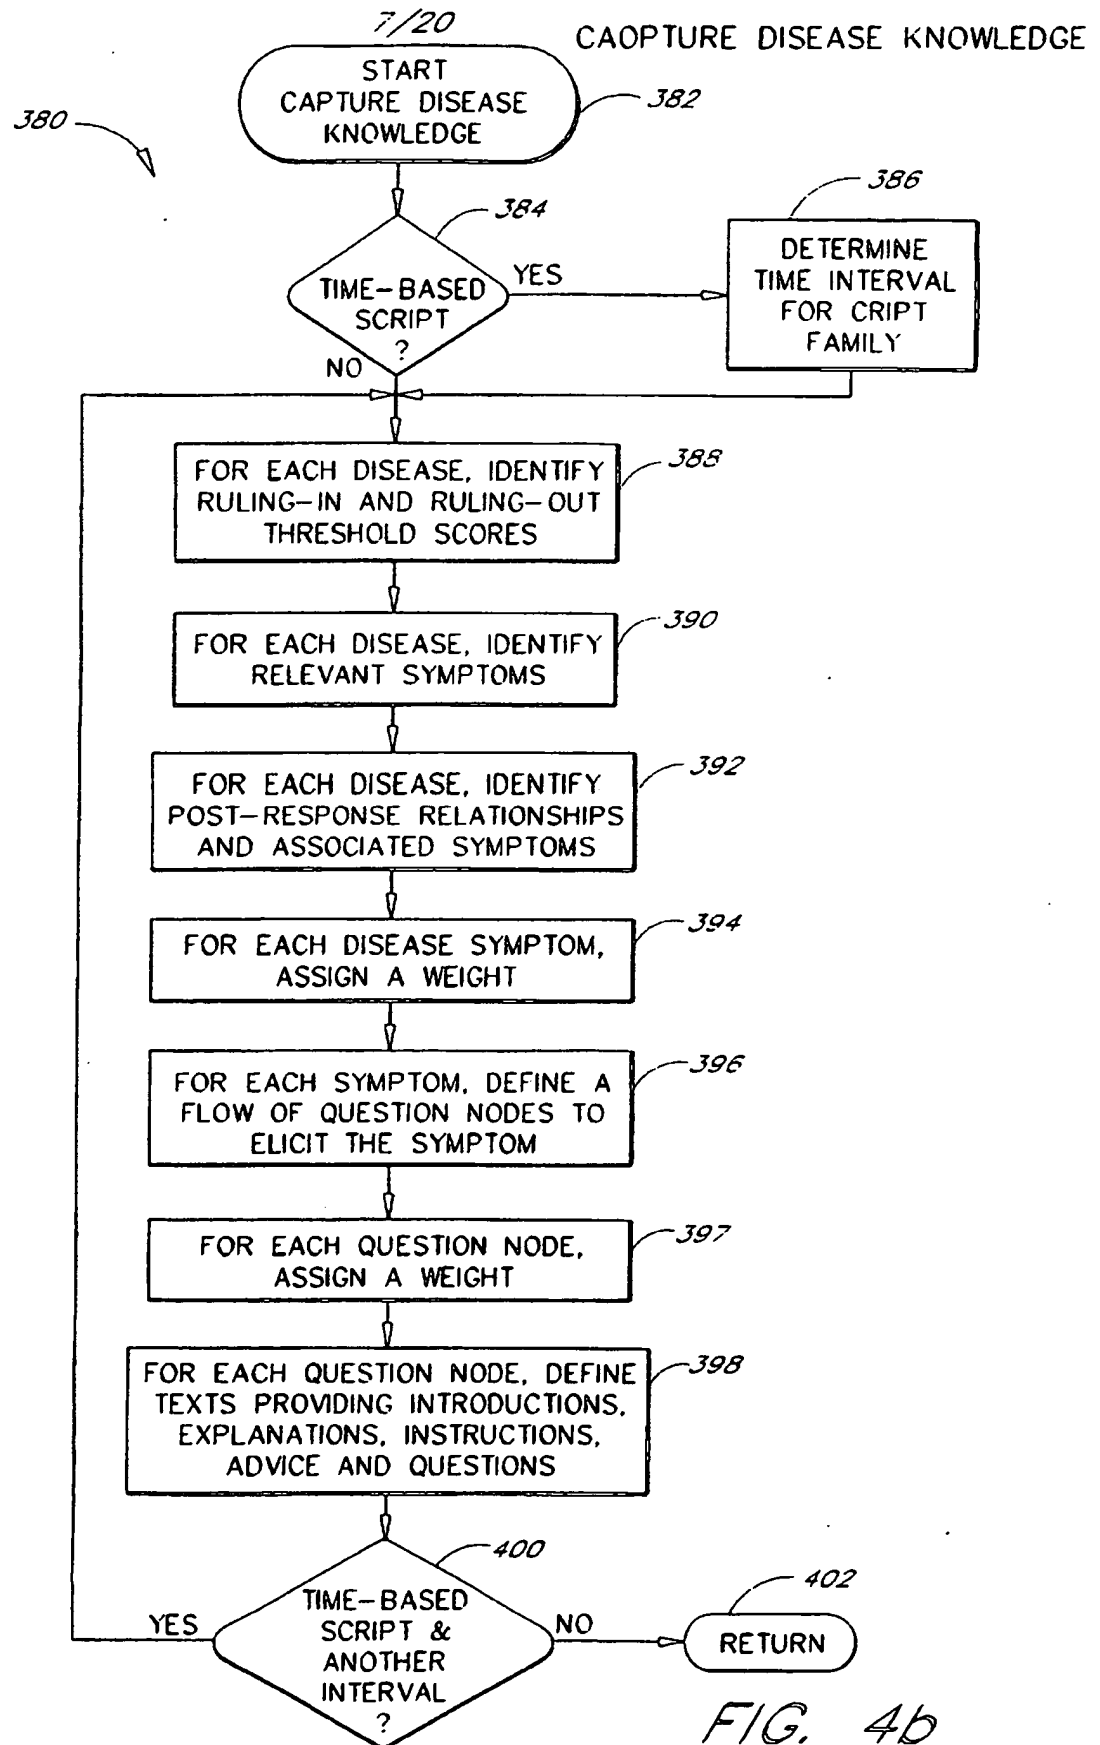 7/20
CAOPTURE DISEASE KNOWLEDGE
START
CAPTURE DISEASE
KNOWLEDGE
382
380
384
386
TIME-BASED
SCRIPT
?
YES
NO
DETERMINE
TIME INTERVAL
FOR CRIPT
FAMILY
FOR EACH DISEASE, IDENTIFY
RULING-IN AND RULING-OUT
THRESHOLD SCORES
388
FOR EACH DISEASE, IDENTIFY
RELEVANT SYMPTOMS
390
FOR EACH DISEASE, IDENTIFY
POST-RESPONSE RELATIONSHIPS
AND ASSOCIATED SYMPTOMS
392
FOR EACH DISEASE SYMPTOM,
ASSIGN A WEIGHT
394
FOR EACH SYMPTOM, DEFINE A
FLOW OF QUESTION NODES TO
ELICIT THE SYMPTOM
396
FOR EACH QUESTION NODE,
ASSIGN A WEIGHT
397
FOR EACH QUESTION NODE, DEFINE
TEXTS PROVIDING INTRODUCTIONS,
EXPLANATIONS, INSTRUCTIONS,
ADVICE AND QUESTIONS
398
400
TIME-BASED
SCRIPT &
ANOTHER
INTERVAL
?
YES
NO
402
RETURN
FIG. 4b